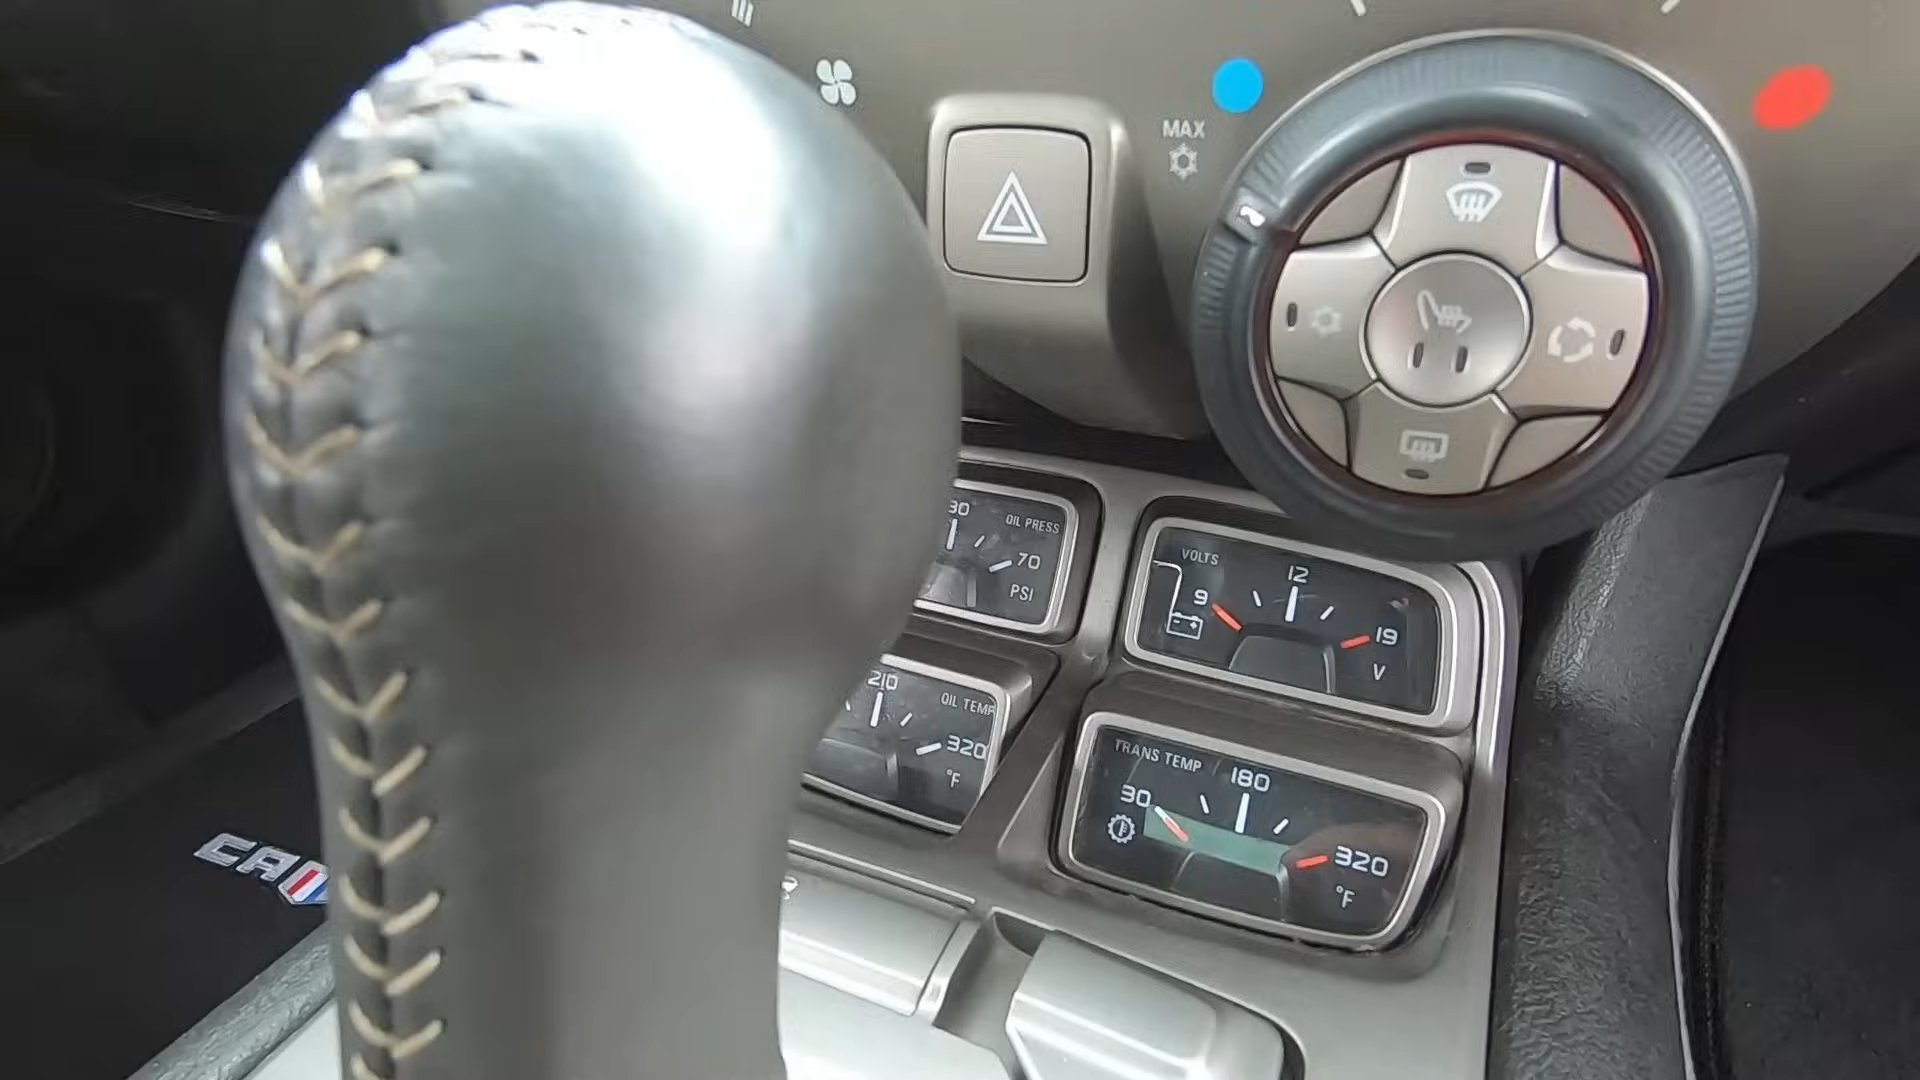 MAX
30
OIL PRESS
70
PSI
VOLTS
12
9
19
V
210
OIL TEMP
320
°F
TRANS TEMP
180
30
320
°F